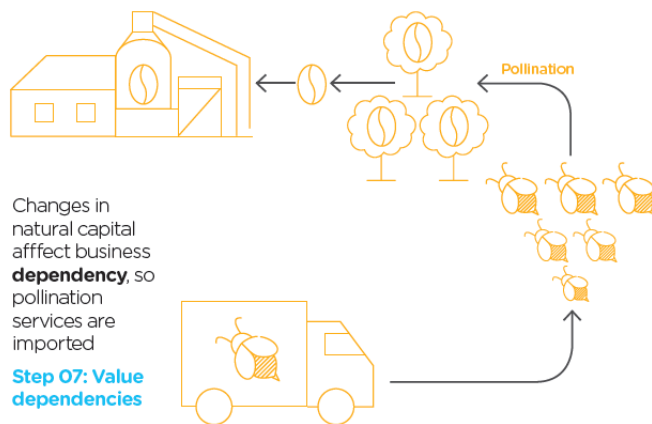 Pollination
Changes in
natural capital
afffect business
dependency, so
pollination
services are
imported
Step 07: Value
dependencies